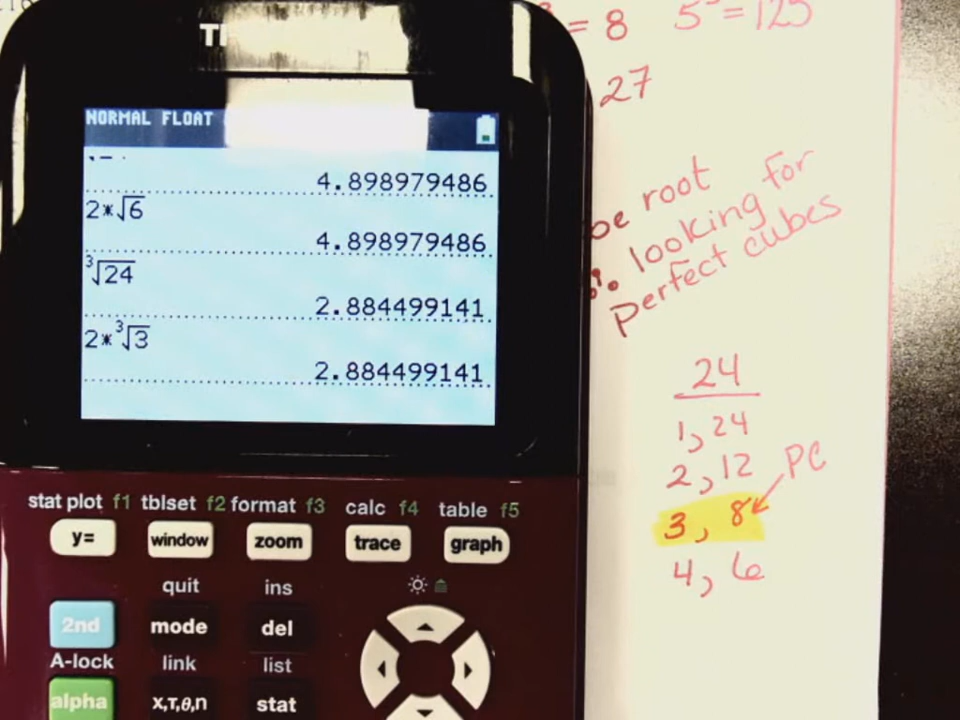 TI
NORMAL FLOAT
4.898979486
2*√6
4.898979486
³√24
2.884499141
2*³√3
2.884499141
stat plot f1 tblset f2 format f3 calc f4 table f5
y= window zoom trace graph
quit ins
2nd mode del
A-lock link list
alpha x,T,θ,n stat
= 8 5³ = 125
27
root
looking for
perfect cubes
24
1, 24
2, 12 PC
3, 8
4, 6